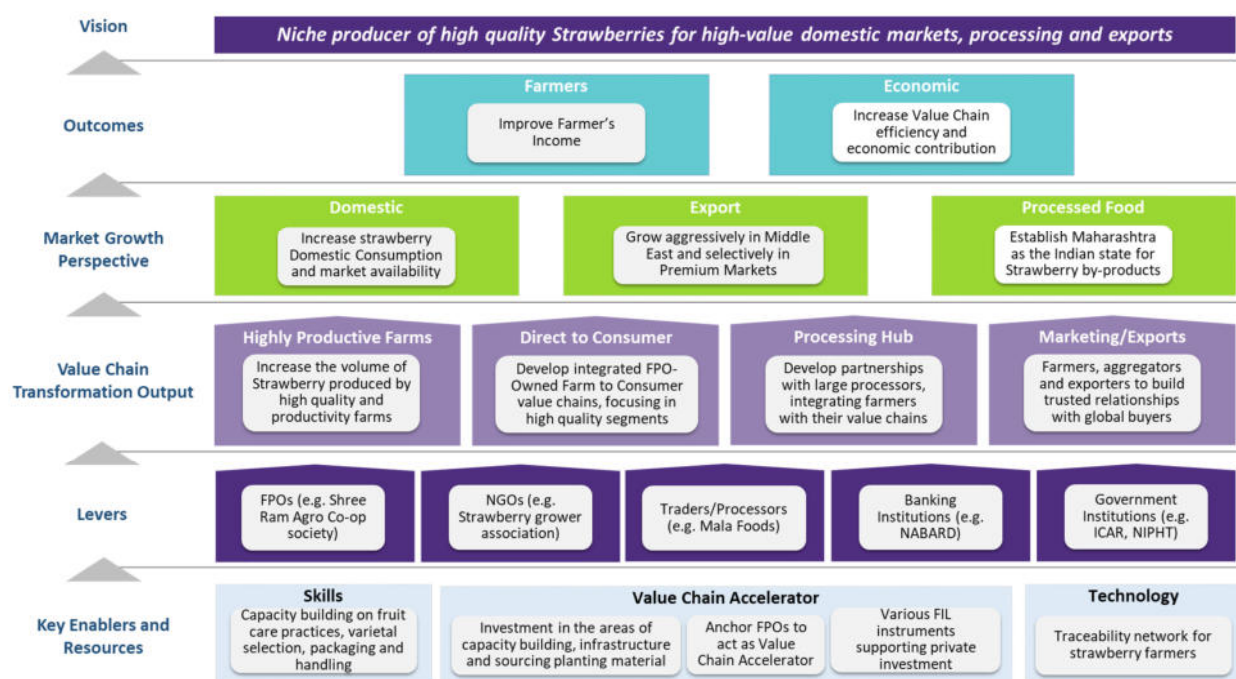 Vision
Niche producer of high quality Strawberries for high-value domestic markets, processing and exports
Outcomes
Farmers
Improve Farmer's
Income
Economic
Increase Value Chain
efficiency and
economic contribution
Market Growth
Perspective
Domestic
Increase strawberry
Domestic Consumption
and market availability
Export
Grow aggressively in Middle
East and selectively in
Premium Markets
Processed Food
Establish Maharashtra
as the Indian state for
Strawberry by-products
Value Chain
Transformation Output
Highly Productive Farms
Increase the volume of
Strawberry produced by
high quality and
productivity farms
Direct to Consumer
Develop integrated FPO-
Owned Farm to Consumer
value chains, focusing in
high quality segments
Processing Hub
Develop partnerships
with large processors,
integrating farmers
with their value chains
Marketing/Exports
Farmers, aggregators
and exporters to build
trusted relationships
with global buyers
Levers
FPOs (e.g. Shree
Ram Agro Co-op
society)
NGOs (e.g.
Strawberry grower
association)
Traders/Processors
(e.g. Mala Foods)
Banking
Institutions (e.g.
NABARD)
Government
Institutions (e.g.
ICAR, NIPHT)
Key Enablers and
Resources
Skills
Capacity building on fruit
care practices, varietal
selection, packaging and
handling
Value Chain Accelerator
Investment in the areas of
capacity building, infrastructure
and sourcing planting material
Anchor FPOs to
act as Value
Chain Accelerator
Various FIL
instruments
supporting private
investment
Technology
Traceability network for
strawberry farmers